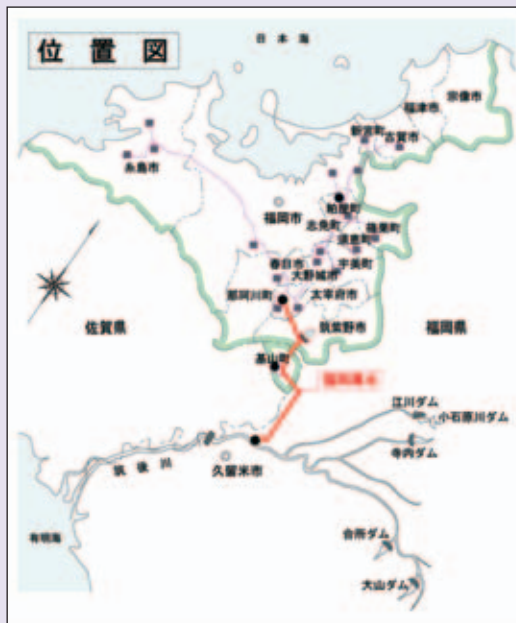 位置図
日本海
宗像市
福津市
新宮町
古賀市
糸島市
粕屋町
福岡市
志免町
篠栗町
須恵町
春日市
宇美町
大野城市
那珂川町
太宰府市
筑紫野市
佐賀県
福岡県
基山町
江川ダム
小石原川ダム
寺内ダム
筑後川
久留米市
有明海
合所ダム
大山ダム